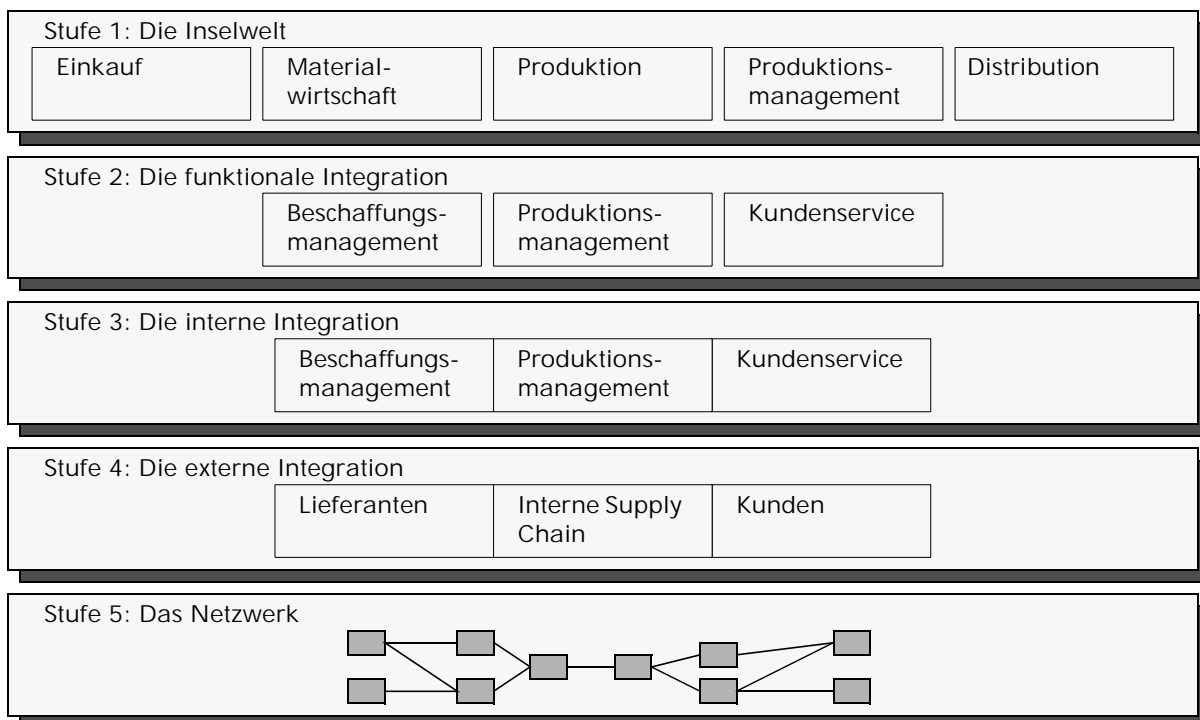 Stufe 1: Die Inselwelt
Einkauf
Material-
wirtschaft
Produktion
Produktions-
management
Distribution
Stufe 2: Die funktionale Integration
Beschaffungs-
management
Produktions-
management
Kundenservice
Stufe 3: Die interne Integration
Beschaffungs-
management
Produktions-
management
Kundenservice
Stufe 4: Die externe Integration
Lieferanten
Interne Supply
Chain
Kunden
Stufe 5: Das Netzwerk